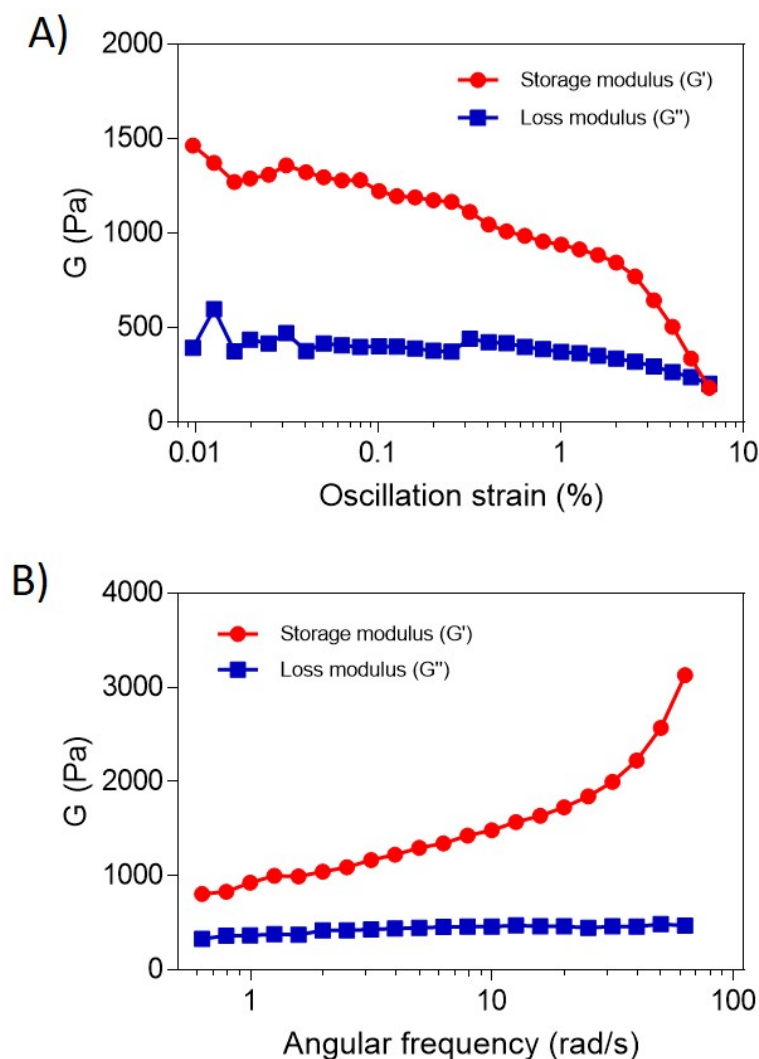 A)
2000
Storage modulus (G')
Loss modulus (G'')
1500
G (Pa)
1000
500
0
0.01 0.1 1 10
Oscillation strain (%)
B)
4000
Storage modulus (G')
Loss modulus (G'')
3000
G (Pa)
2000
1000
0
1 10 100
Angular frequency (rad/s)